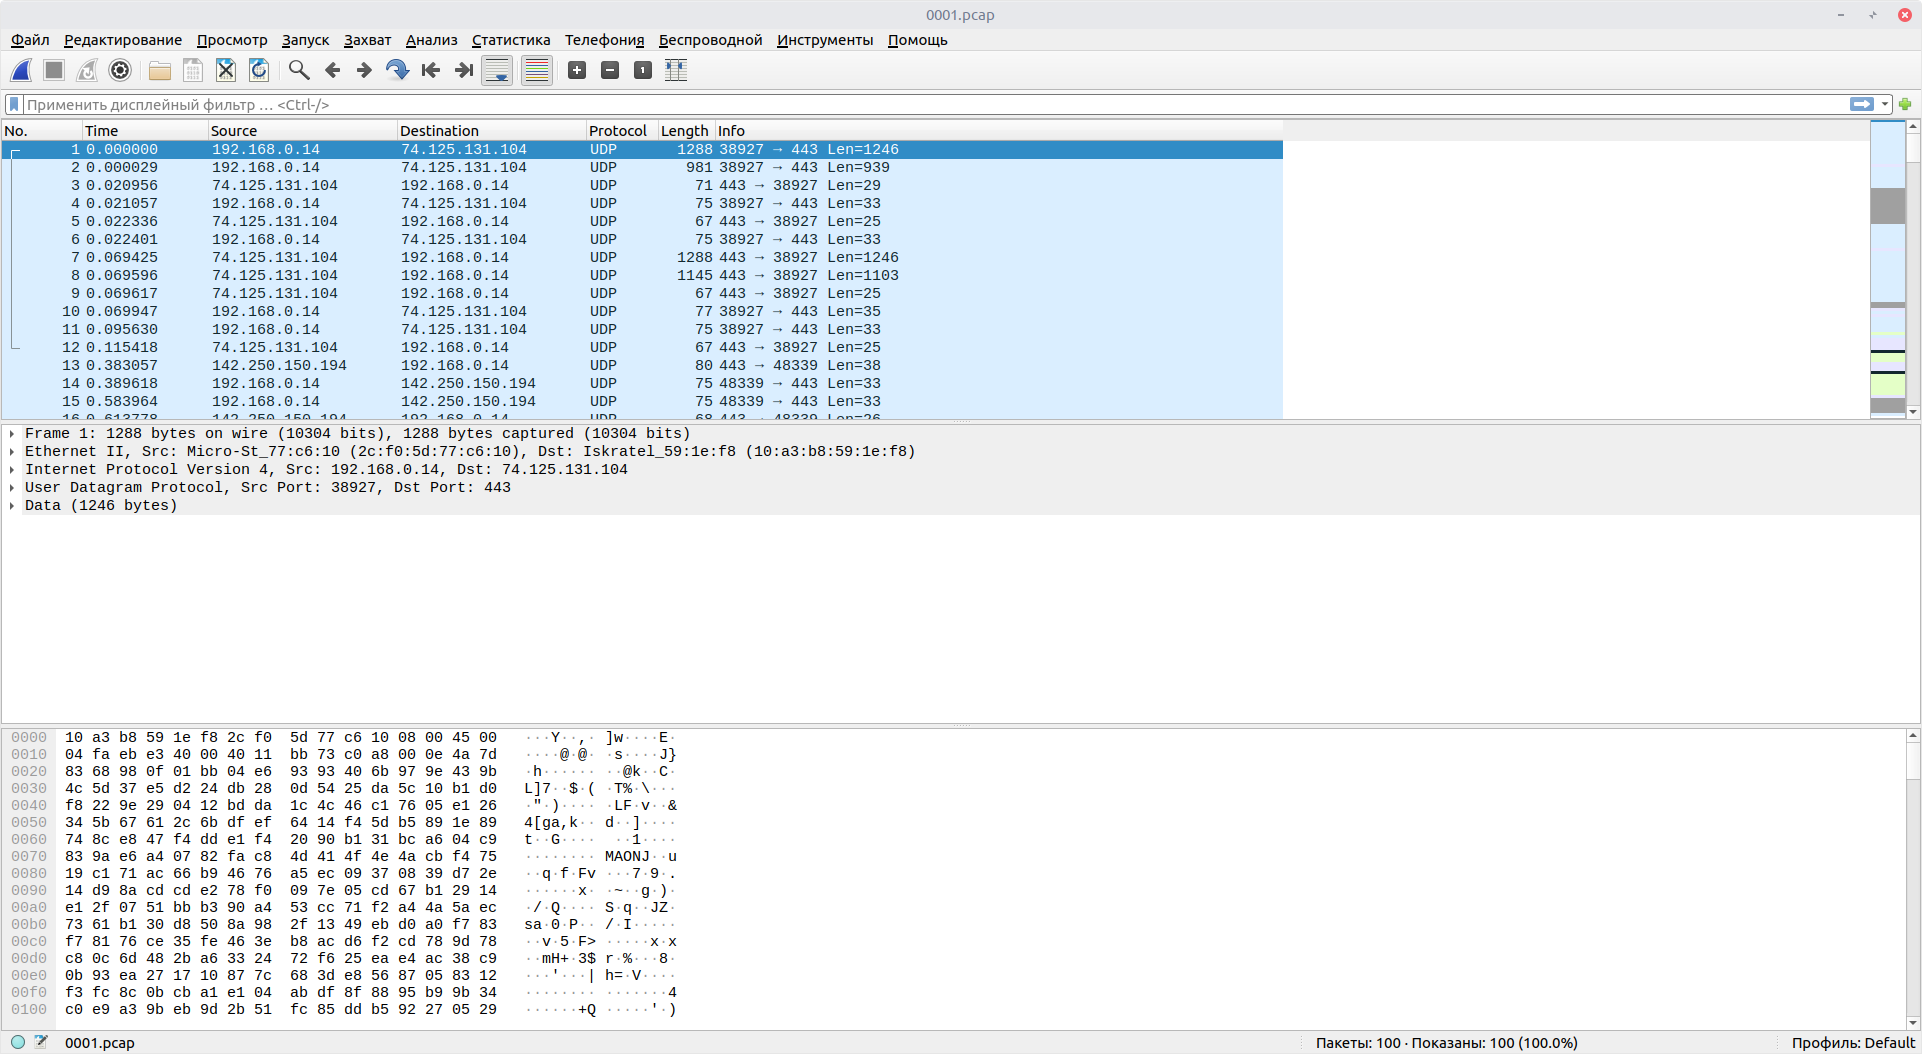 0001.pcap
Файл Редактирование Просмотр Запуск Захват Анализ Статистика Телефония Беспроводной Инструменты Помощь
Применить дисплейный фильтр … <Ctrl-/>
No. Time Source Destination Protocol Length Info
1 0.000000 192.168.0.14 74.125.131.104 UDP 1288 38927 → 443 Len=1246
2 0.000029 192.168.0.14 74.125.131.104 UDP 981 38927 → 443 Len=939
3 0.020956 74.125.131.104 192.168.0.14 UDP 71 443 → 38927 Len=29
4 0.021057 192.168.0.14 74.125.131.104 UDP 75 38927 → 443 Len=33
5 0.022336 74.125.131.104 192.168.0.14 UDP 67 443 → 38927 Len=25
6 0.022401 192.168.0.14 74.125.131.104 UDP 75 38927 → 443 Len=33
7 0.069425 74.125.131.104 192.168.0.14 UDP 1288 443 → 38927 Len=1246
8 0.069596 74.125.131.104 192.168.0.14 UDP 1145 443 → 38927 Len=1103
9 0.069617 74.125.131.104 192.168.0.14 UDP 67 443 → 38927 Len=25
10 0.069947 192.168.0.14 74.125.131.104 UDP 77 38927 → 443 Len=35
11 0.095630 192.168.0.14 74.125.131.104 UDP 75 38927 → 443 Len=33
12 0.115418 74.125.131.104 192.168.0.14 UDP 67 443 → 38927 Len=25
13 0.383057 142.250.150.194 192.168.0.14 UDP 80 443 → 48339 Len=38
14 0.389618 192.168.0.14 142.250.150.194 UDP 75 48339 → 443 Len=33
15 0.583964 192.168.0.14 142.250.150.194 UDP 75 48339 → 443 Len=33
16 0.613778 142.250.150.194 192.168.0.14 UDP 68 443 → 48339 Len=26
Frame 1: 1288 bytes on wire (10304 bits), 1288 bytes captured (10304 bits)
Ethernet II, Src: Micro-St_77:c6:10 (2c:f0:5d:77:c6:10), Dst: Iskratel_59:1e:f8 (10:a3:b8:59:1e:f8)
Internet Protocol Version 4, Src: 192.168.0.14, Dst: 74.125.131.104
User Datagram Protocol, Src Port: 38927, Dst Port: 443
Data (1246 bytes)
0000 10 a3 b8 59 1e f8 2c f0 5d 77 c6 10 08 00 45 00 ···Y··,· ]w····E·
0010 04 fa eb e3 40 00 40 11 bb 73 c0 a8 00 0e 4a 7d ····@·@· ·s····J}
0020 83 68 98 0f 01 bb 04 e6 93 93 40 6b 97 9e 43 9b ·h······ ··@k··C·
0030 4c 5d 37 e5 d2 24 db 28 0d 54 25 da 5c 10 b1 d0 L]7··$·( ·T%·\···
0040 f8 22 9e 29 04 12 bd da 1c 4c 46 c1 76 05 e1 26 ·"·)···· ·LF·v··&
0050 34 5b 67 61 2c 6b df ef 64 14 f4 5d b5 89 1e 89 4[ga,k·· d··]····
0060 74 8c e8 47 f4 dd e1 f4 20 90 b1 31 bc a6 04 c9 t··G···· ··1····
0070 83 9a e6 a4 07 82 fa c8 4d 41 4f 4e 4a cb f4 75 ········ MAONJ··u
0080 19 c1 71 ac 66 b9 46 76 a5 ec 09 37 08 39 d7 2e ··q·f·Fv ···7·9·.
0090 14 d9 8a cd cd e2 78 f0 09 7e 05 cd 67 b1 29 14 ······x· ·~··g·)·
00a0 e1 2f 07 51 bb b3 90 a4 53 cc 71 f2 a4 4a 5a ec ·/·Q···· S·q··JZ·
00b0 73 61 b1 30 d8 50 8a 98 2f 13 49 eb d0 a0 f7 83 sa·0·P·· /·I·····
00c0 f7 81 76 ce 35 fe 46 3e b8 ac d6 f2 cd 78 9d 78 ··v·5·F> ·····x·x
00d0 c8 0c 6d 48 2b a6 33 24 72 f6 25 ea e4 ac 38 c9 ··mH+·3$ r·%···8·
00e0 0b 93 ea 27 17 10 87 7c 68 3d e8 56 87 05 83 12 ···'···| h=·V····
00f0 f3 fc 8c 0b cb a1 e1 04 ab df 8f 88 95 b9 9b 34 ········ ·······4
0100 c0 e9 a3 9b eb 9d 2b 51 fc 85 dd b5 92 27 05 29 ······+Q ·····'·)
0001.pcap Пакеты: 100 · Показаны: 100 (100.0%) Профиль: Default